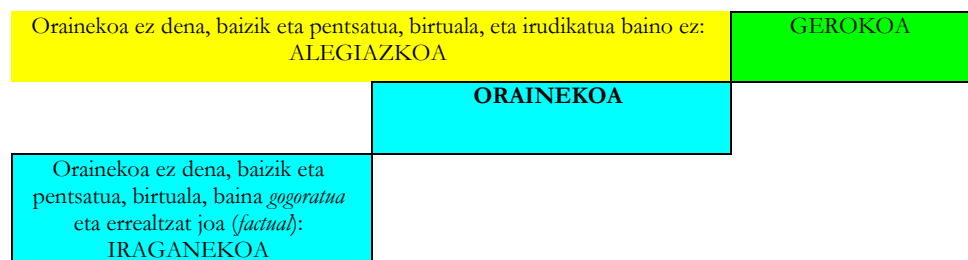 Orainekoa ez dena, baizik eta pentsatua, birtuala, eta irudikatua baino ez:
ALEGIAZKOA
GEROKOA
ORAINEKOA
Orainekoa ez dena, baizik eta
pentsatua, birtuala, baina gogoratua
eta errealtzat joa (factual):
IRAGANEKOA